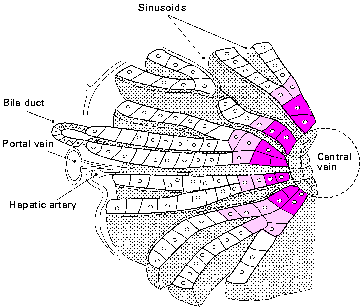 Sinusoids
Bile duct
Portal vein
Hepatic artery
Central
vein